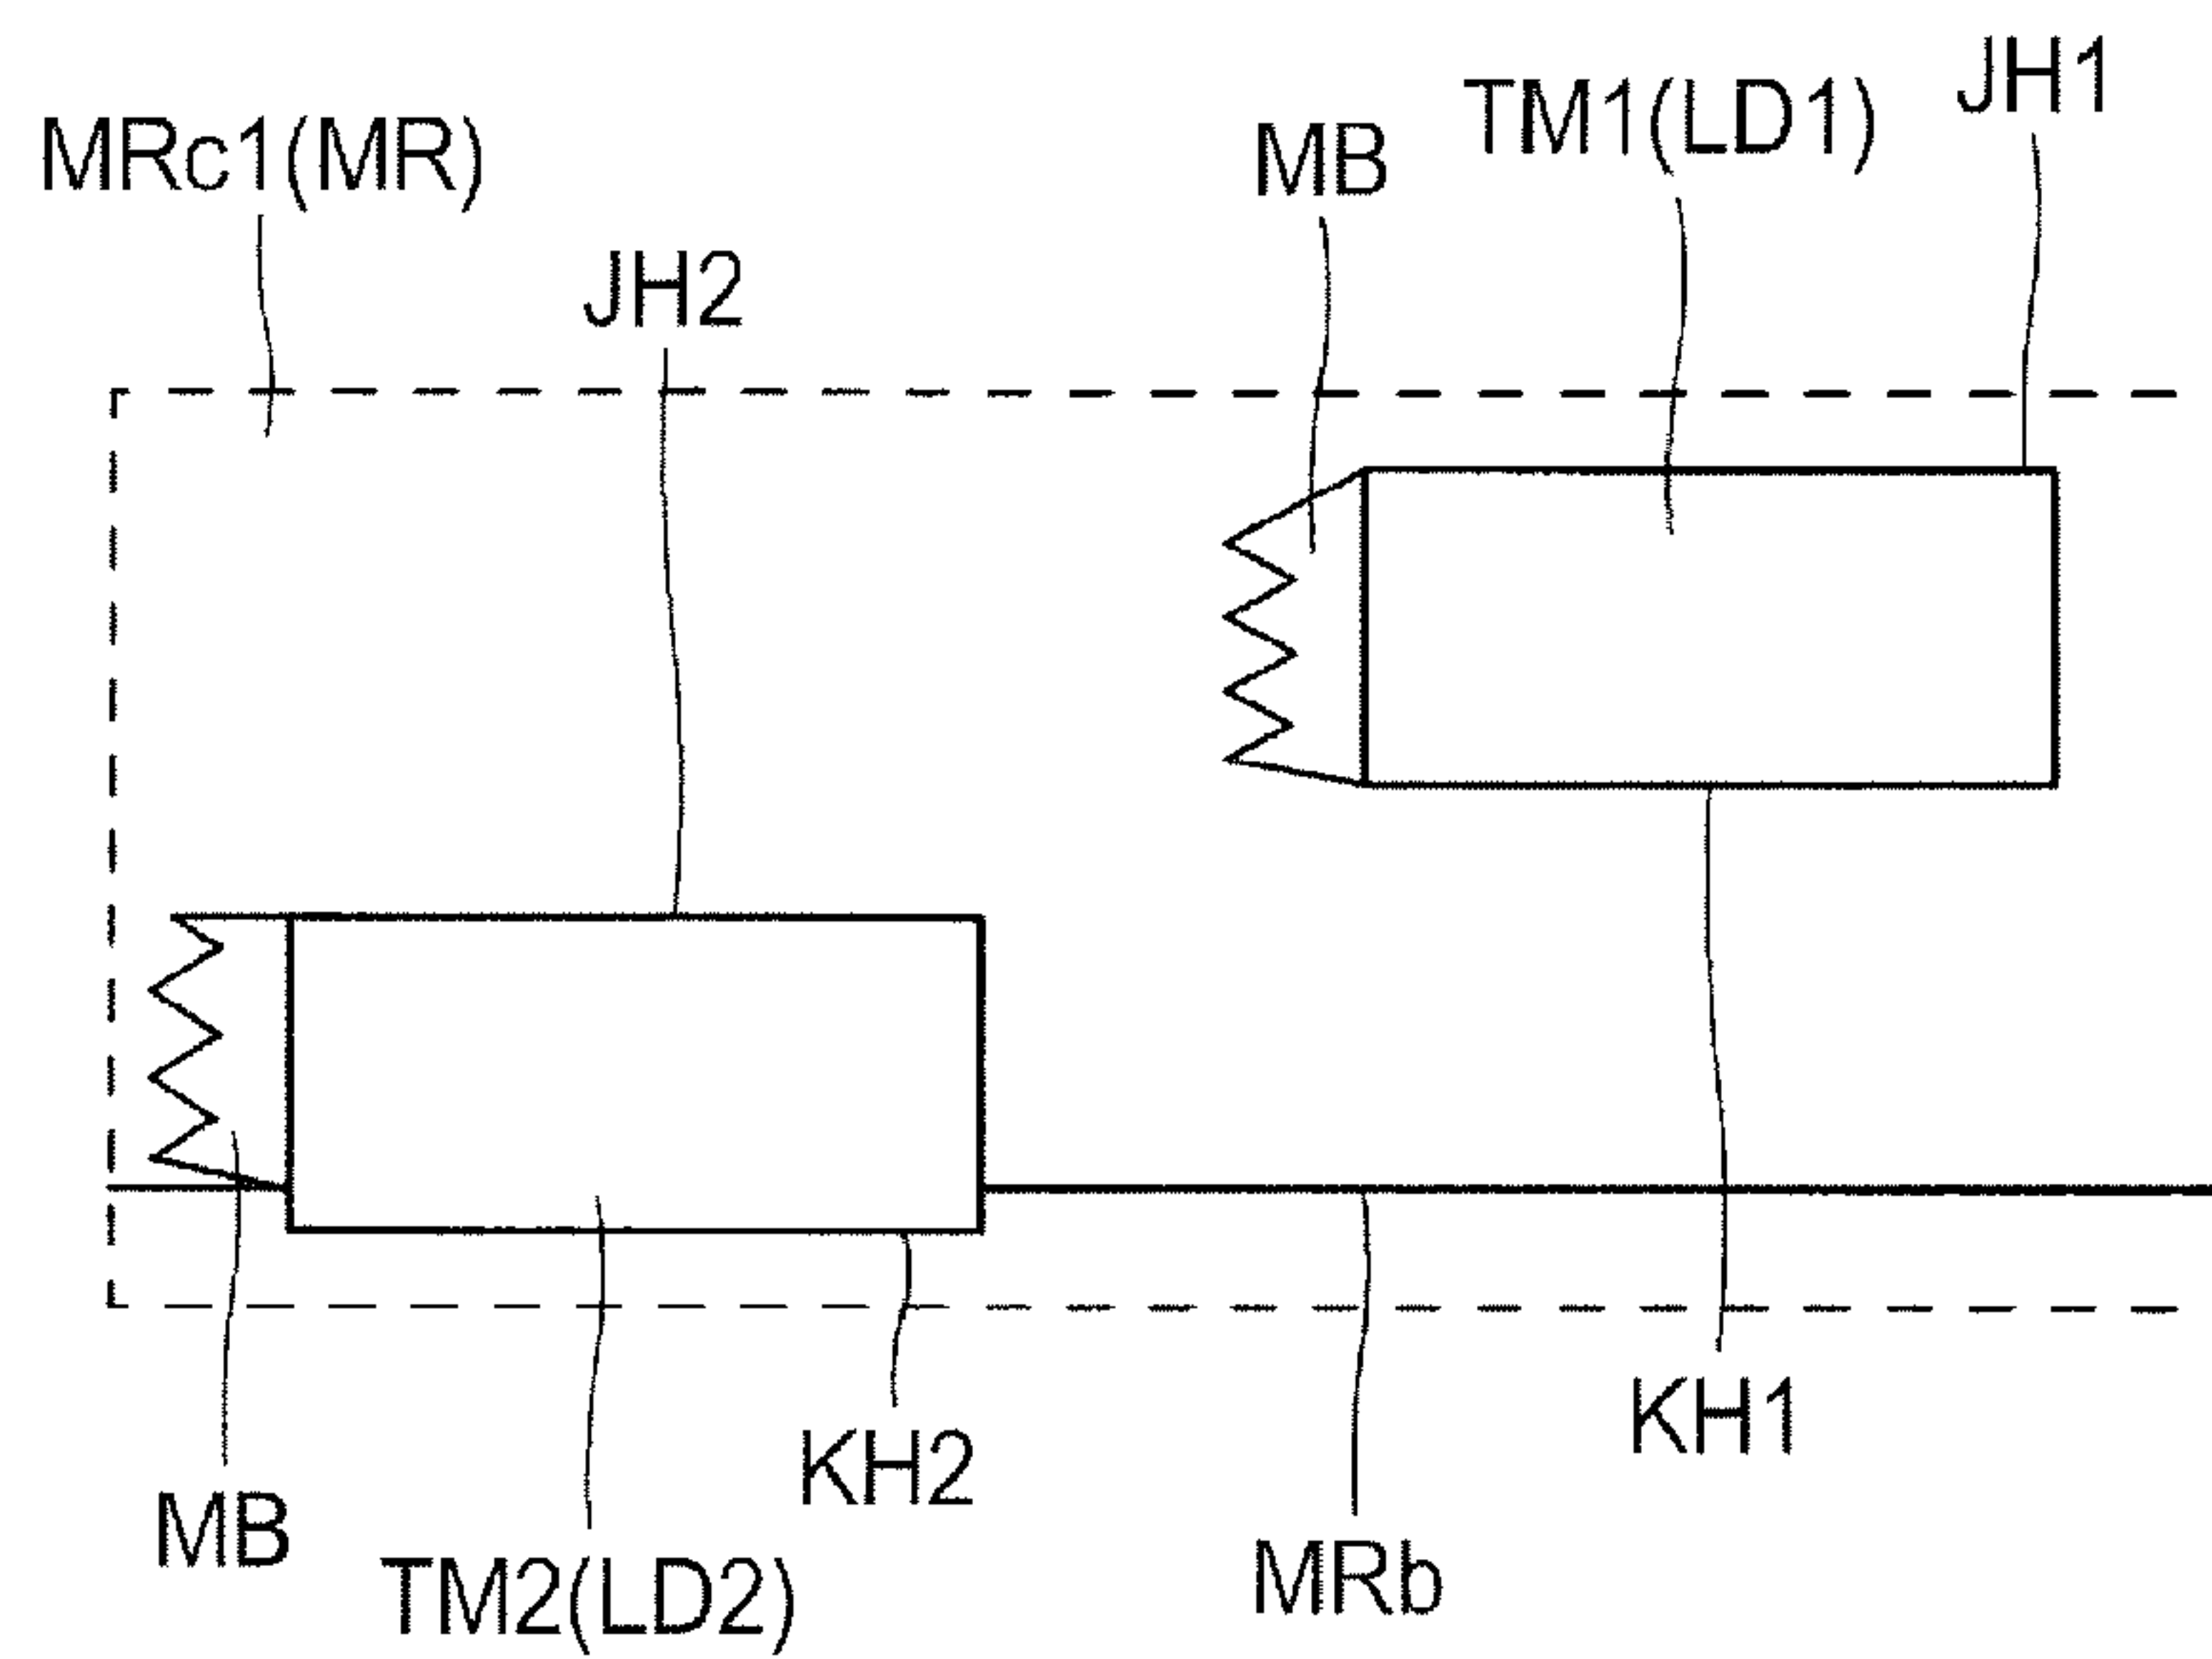 JH1
TM1(LD1)
MRc1(MR)
MB
JH2
KH1
KH2
MB
MRb
TM2(LD2)